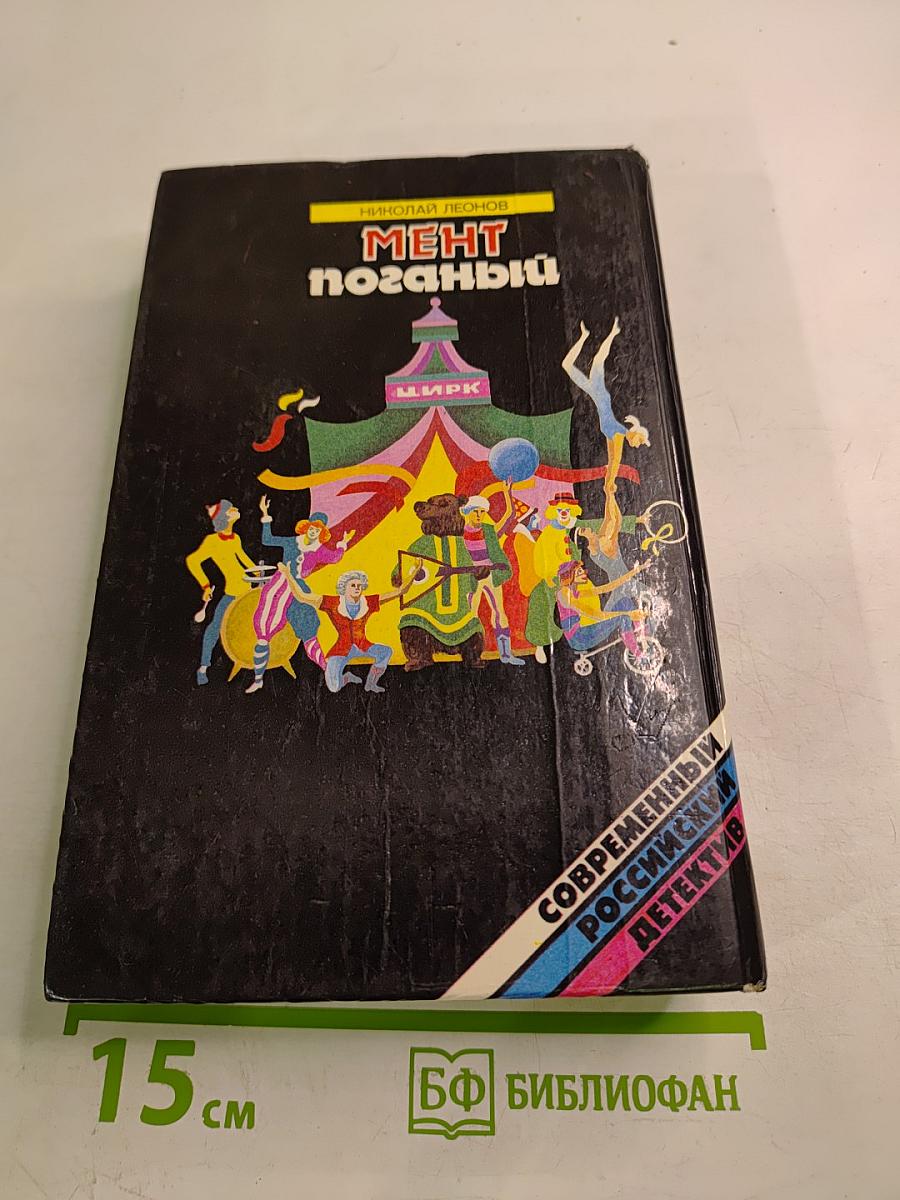 НИКОЛАЙ ЛЕОНОВ
МЕНТ
поганый
ЦИРК
СОВРЕМЕННЫЙ
РОССИЙСКИЙ
ДЕТЕКТИВ
15 см
БФ БИБЛИОФАН